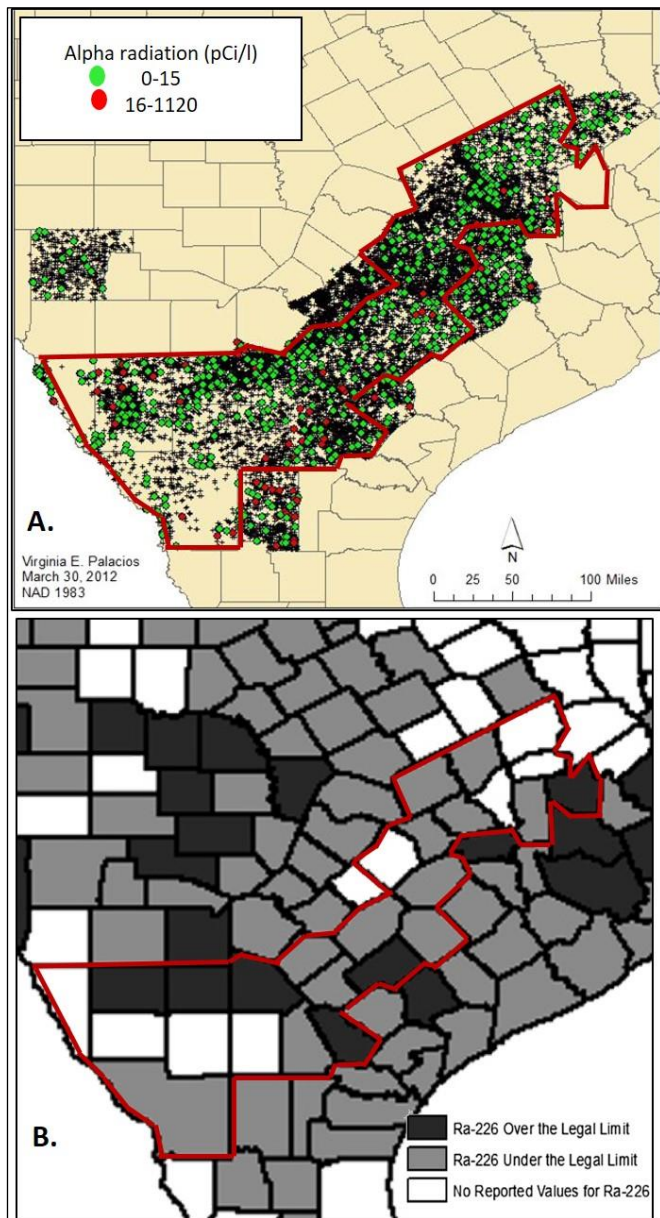 Alpha radiation (pCi/l)
0-15
16-1120
A.
Virginia E. Palacios
March 30, 2012
NAD 1983
N
0 25 50 100 Miles
B.
Ra-226 Over the Legal Limit
Ra-226 Under the Legal Limit
No Reported Values for Ra-226